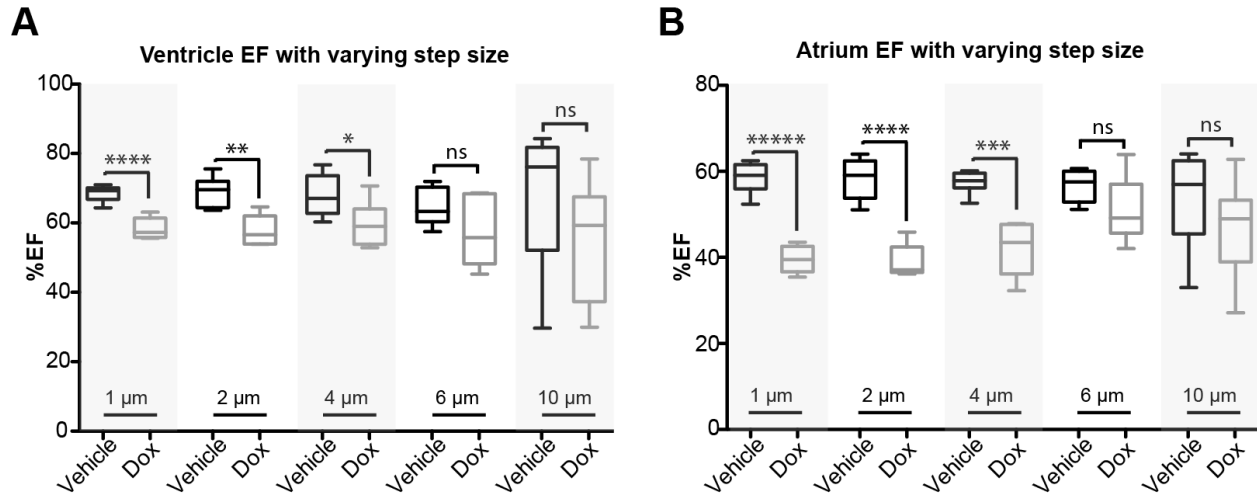 A
Ventricle EF with varying step size
%EF
100
80
60
40
20
0
****
**
*
ns
ns
1 µm
2 µm
4 µm
6 µm
10 µm
Vehicle Dox Vehicle Dox Vehicle Dox Vehicle Dox Vehicle Dox
B
Atrium EF with varying step size
%EF
80
60
40
20
0
*****
****
***
ns
ns
1 µm
2 µm
4 µm
6 µm
10 µm
Vehicle Dox Vehicle Dox Vehicle Dox Vehicle Dox Vehicle Dox